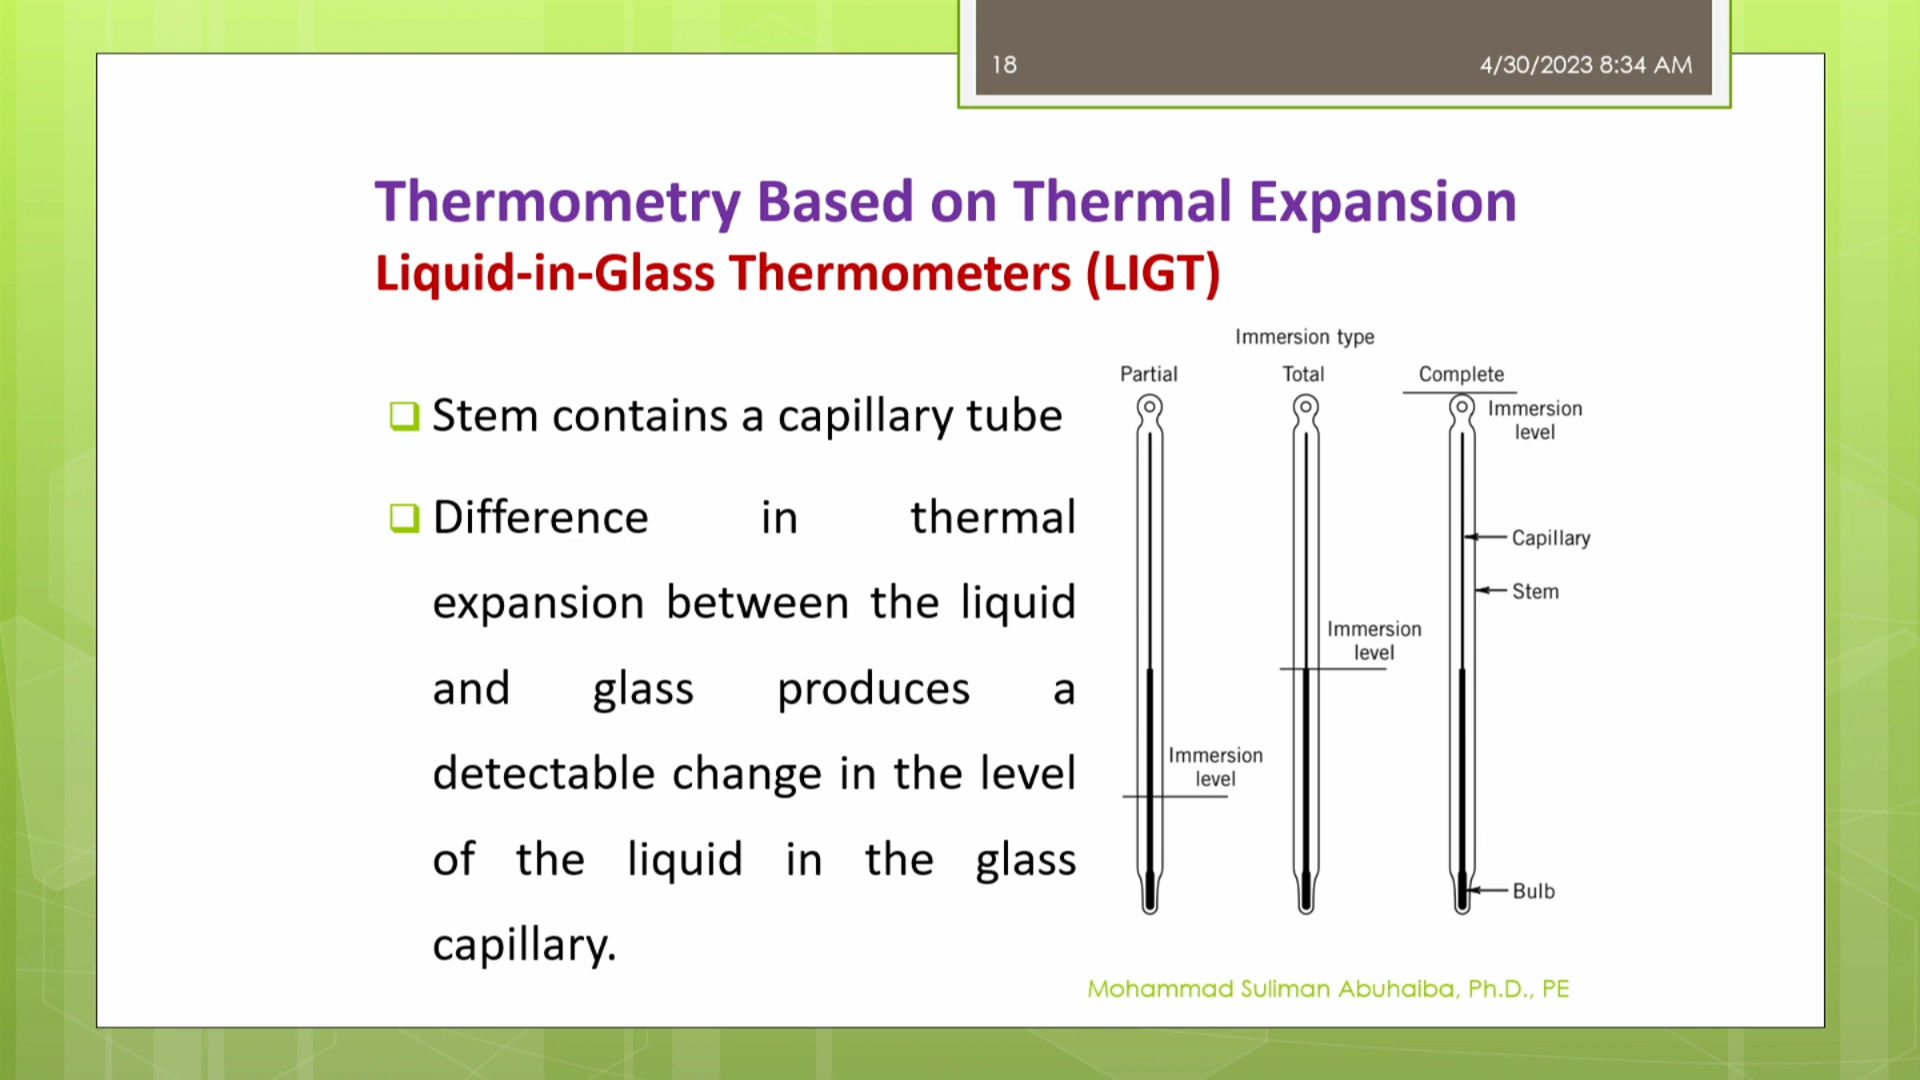 18
4/30/2023 8:34 AM
Thermometry Based on Thermal Expansion
Liquid-in-Glass Thermometers (LIGT)
❑ Stem contains a capillary tube
❑ Difference in thermal
expansion between the liquid
and glass produces a
detectable change in the level
of the liquid in the glass
capillary.
Immersion type
Partial
Total
Complete
Immersion
level
Capillary
Stem
Immersion
level
Immersion
level
Bulb
Mohammad Suliman Abuhaiba, Ph.D., PE